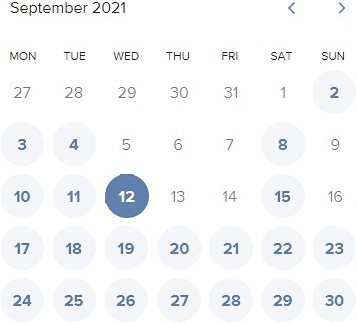 September 2021
MON TUE WED THU FRI SAT SUN
27 28 29 30 31 1 2
3 4 5 6 7 8 9
10 11 12 13 14 15 16
17 18 19 20 21 22 23
24 25 26 27 28 29 30